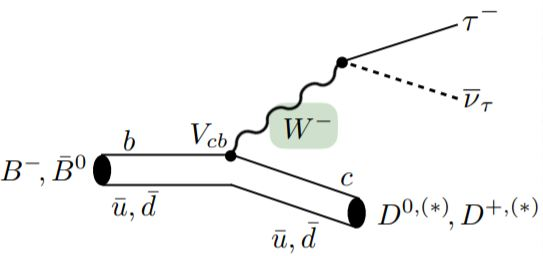 τ⁻
ν̄_τ
W⁻
b
V_cb
B⁻, B̄⁰
c
ū, d̄
D^{0,(*)}, D^{+,(*)}
ū, d̄